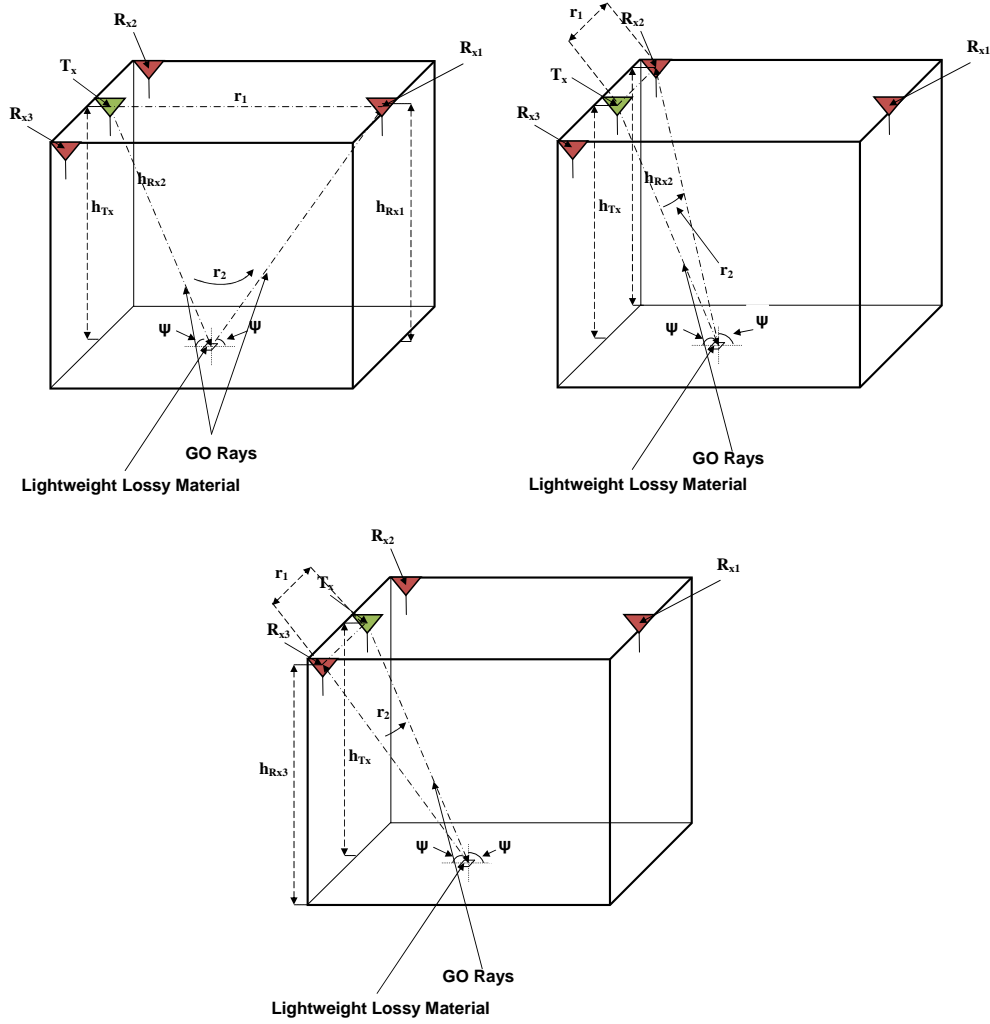 Rx2
Tx
Rx1
r1
Rx3
hRx2
hTx
hRx1
r2
Ψ
Ψ
GO Rays
Lightweight Lossy Material
r1
Rx2
Rx1
Tx
Rx3
hRx2
hTx
r2
Ψ
Ψ
GO Rays
Lightweight Lossy Material
Rx2
r1
Tx
Rx1
Rx3
r2
hTx
hRx3
Ψ
Ψ
GO Rays
Lightweight Lossy Material